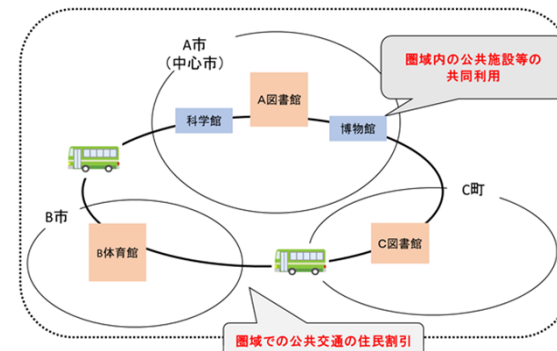 A市
（中心市）
圏域内の公共施設等の
共同利用
A図書館
科学館
博物館
C町
B市
C図書館
B体育館
圏域での公共交通の住民割引